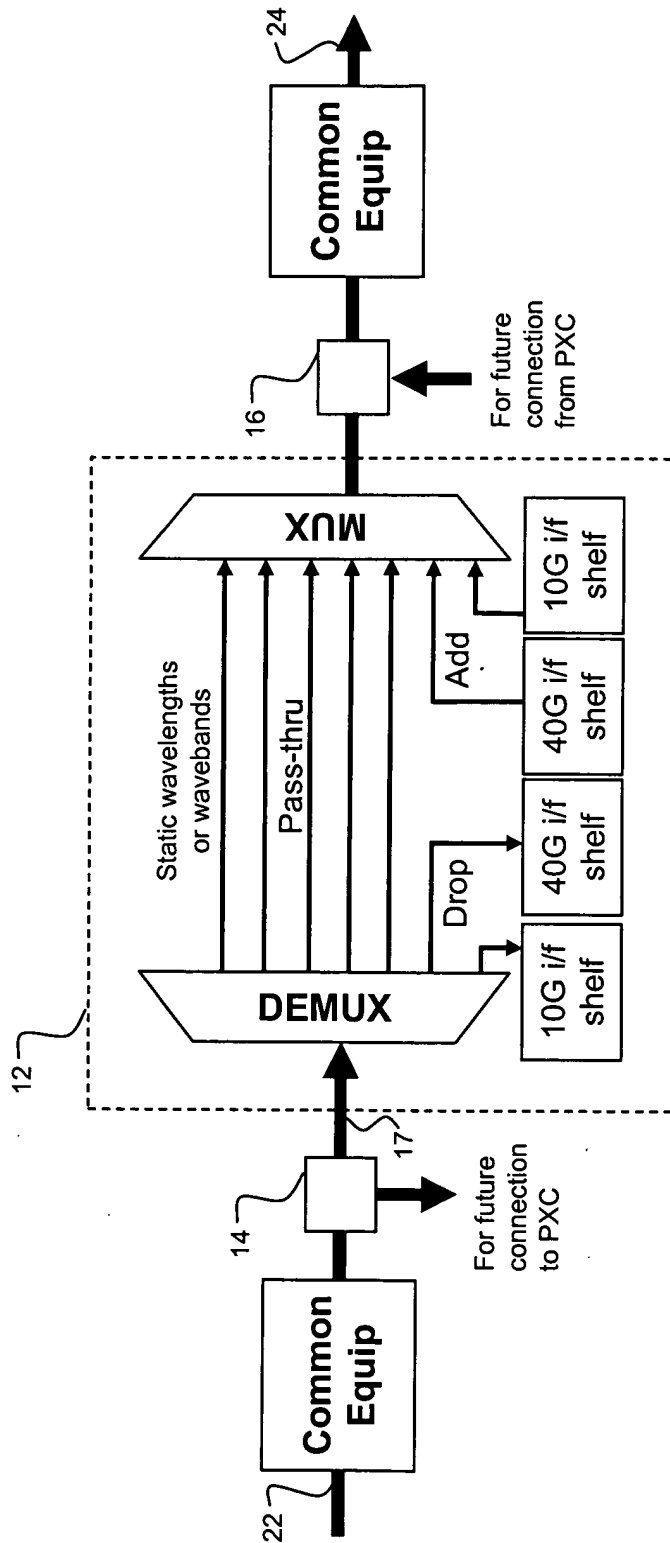 22
Common
Equip
14
For future
connection
to PXC
17
12
DEMUX
Static wavelengths
or wavebands
Pass-thru
Drop
Add
10G i/f
shelf
40G i/f
shelf
40G i/f
shelf
10G i/f
shelf
MUX
16
For future
connection
from PXC
Common
Equip
24